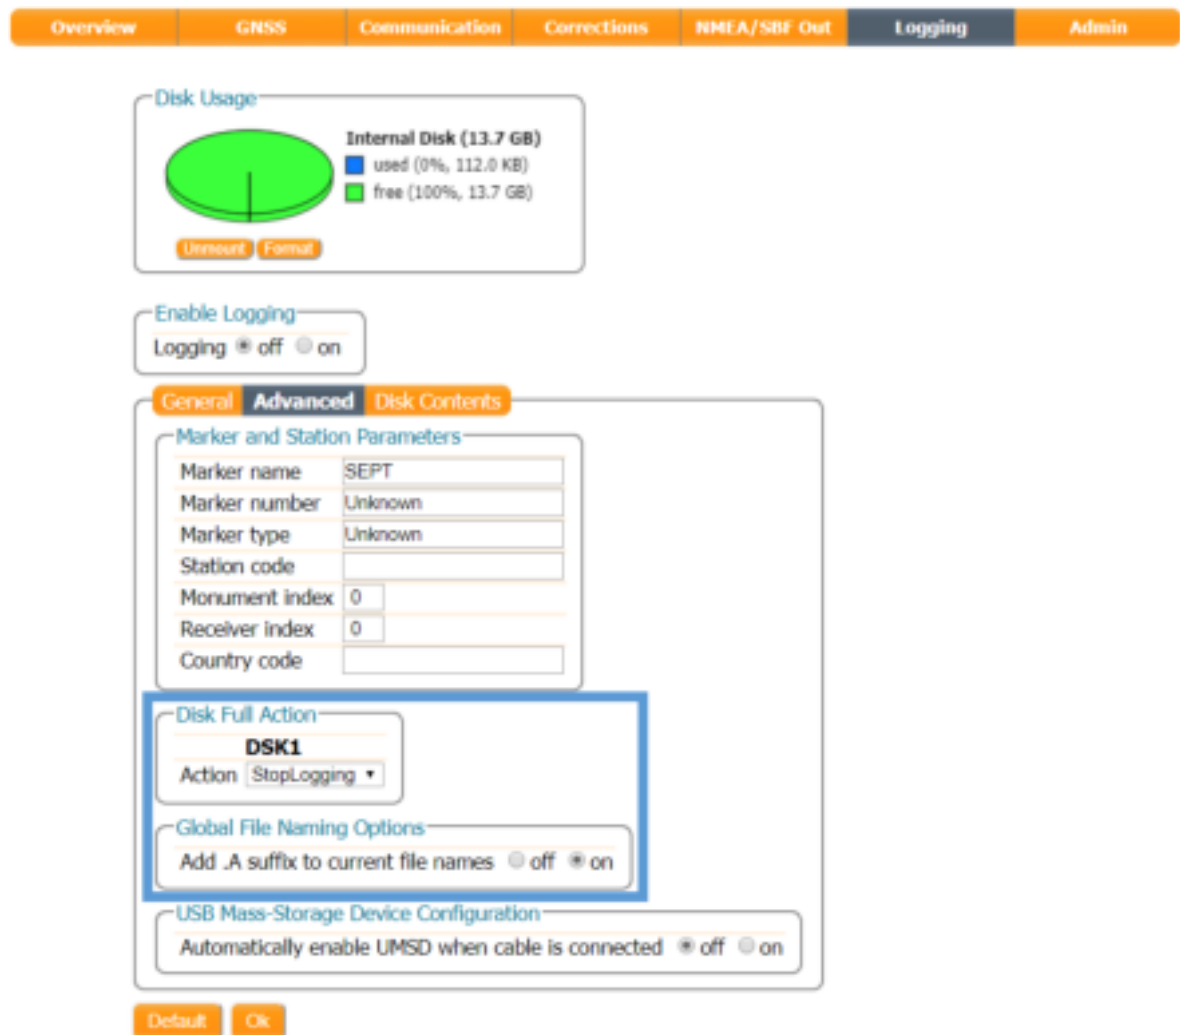 Overview GNSS Communication Corrections NMEA/SBF Out Logging Admin
Disk Usage
Internal Disk (13.7 GB)
used (0%, 112.0 KB)
free (100%, 13.7 GB)
Unmount Format
Enable Logging
Logging off on
General Advanced Disk Contents
Marker and Station Parameters
Marker name SEPT
Marker number Unknown
Marker type Unknown
Station code
Monument index 0
Receiver index 0
Country code
Disk Full Action
DSK1
Action StopLogging
Global File Naming Options
Add .A suffix to current file names off on
USB Mass-Storage Device Configuration
Automatically enable UMSD when cable is connected off on
Default Ok